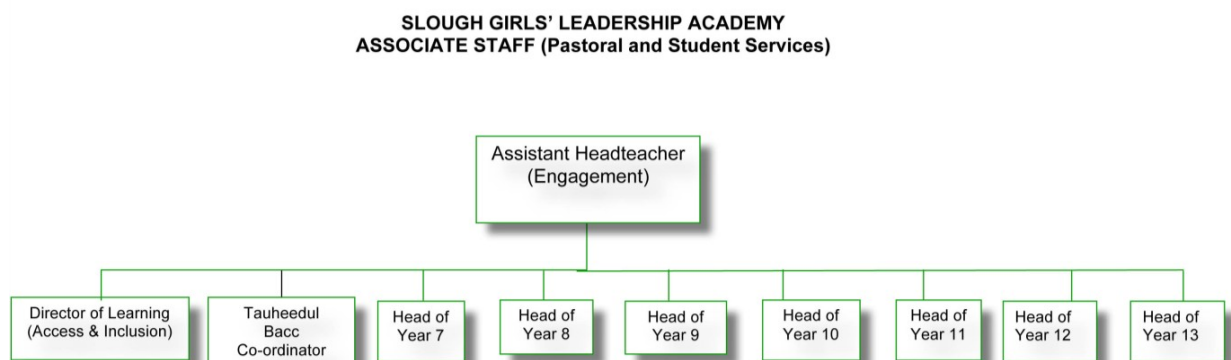 SLOUGH GIRLS’ LEADERSHIP ACADEMY
ASSOCIATE STAFF (Pastoral and Student Services)
Assistant Headteacher
(Engagement)
Director of Learning
(Access & Inclusion)
Tauheedul
Bacc
Co-ordinator
Head of
Year 7
Head of
Year 8
Head of
Year 9
Head of
Year 10
Head of
Year 11
Head of
Year 12
Head of
Year 13